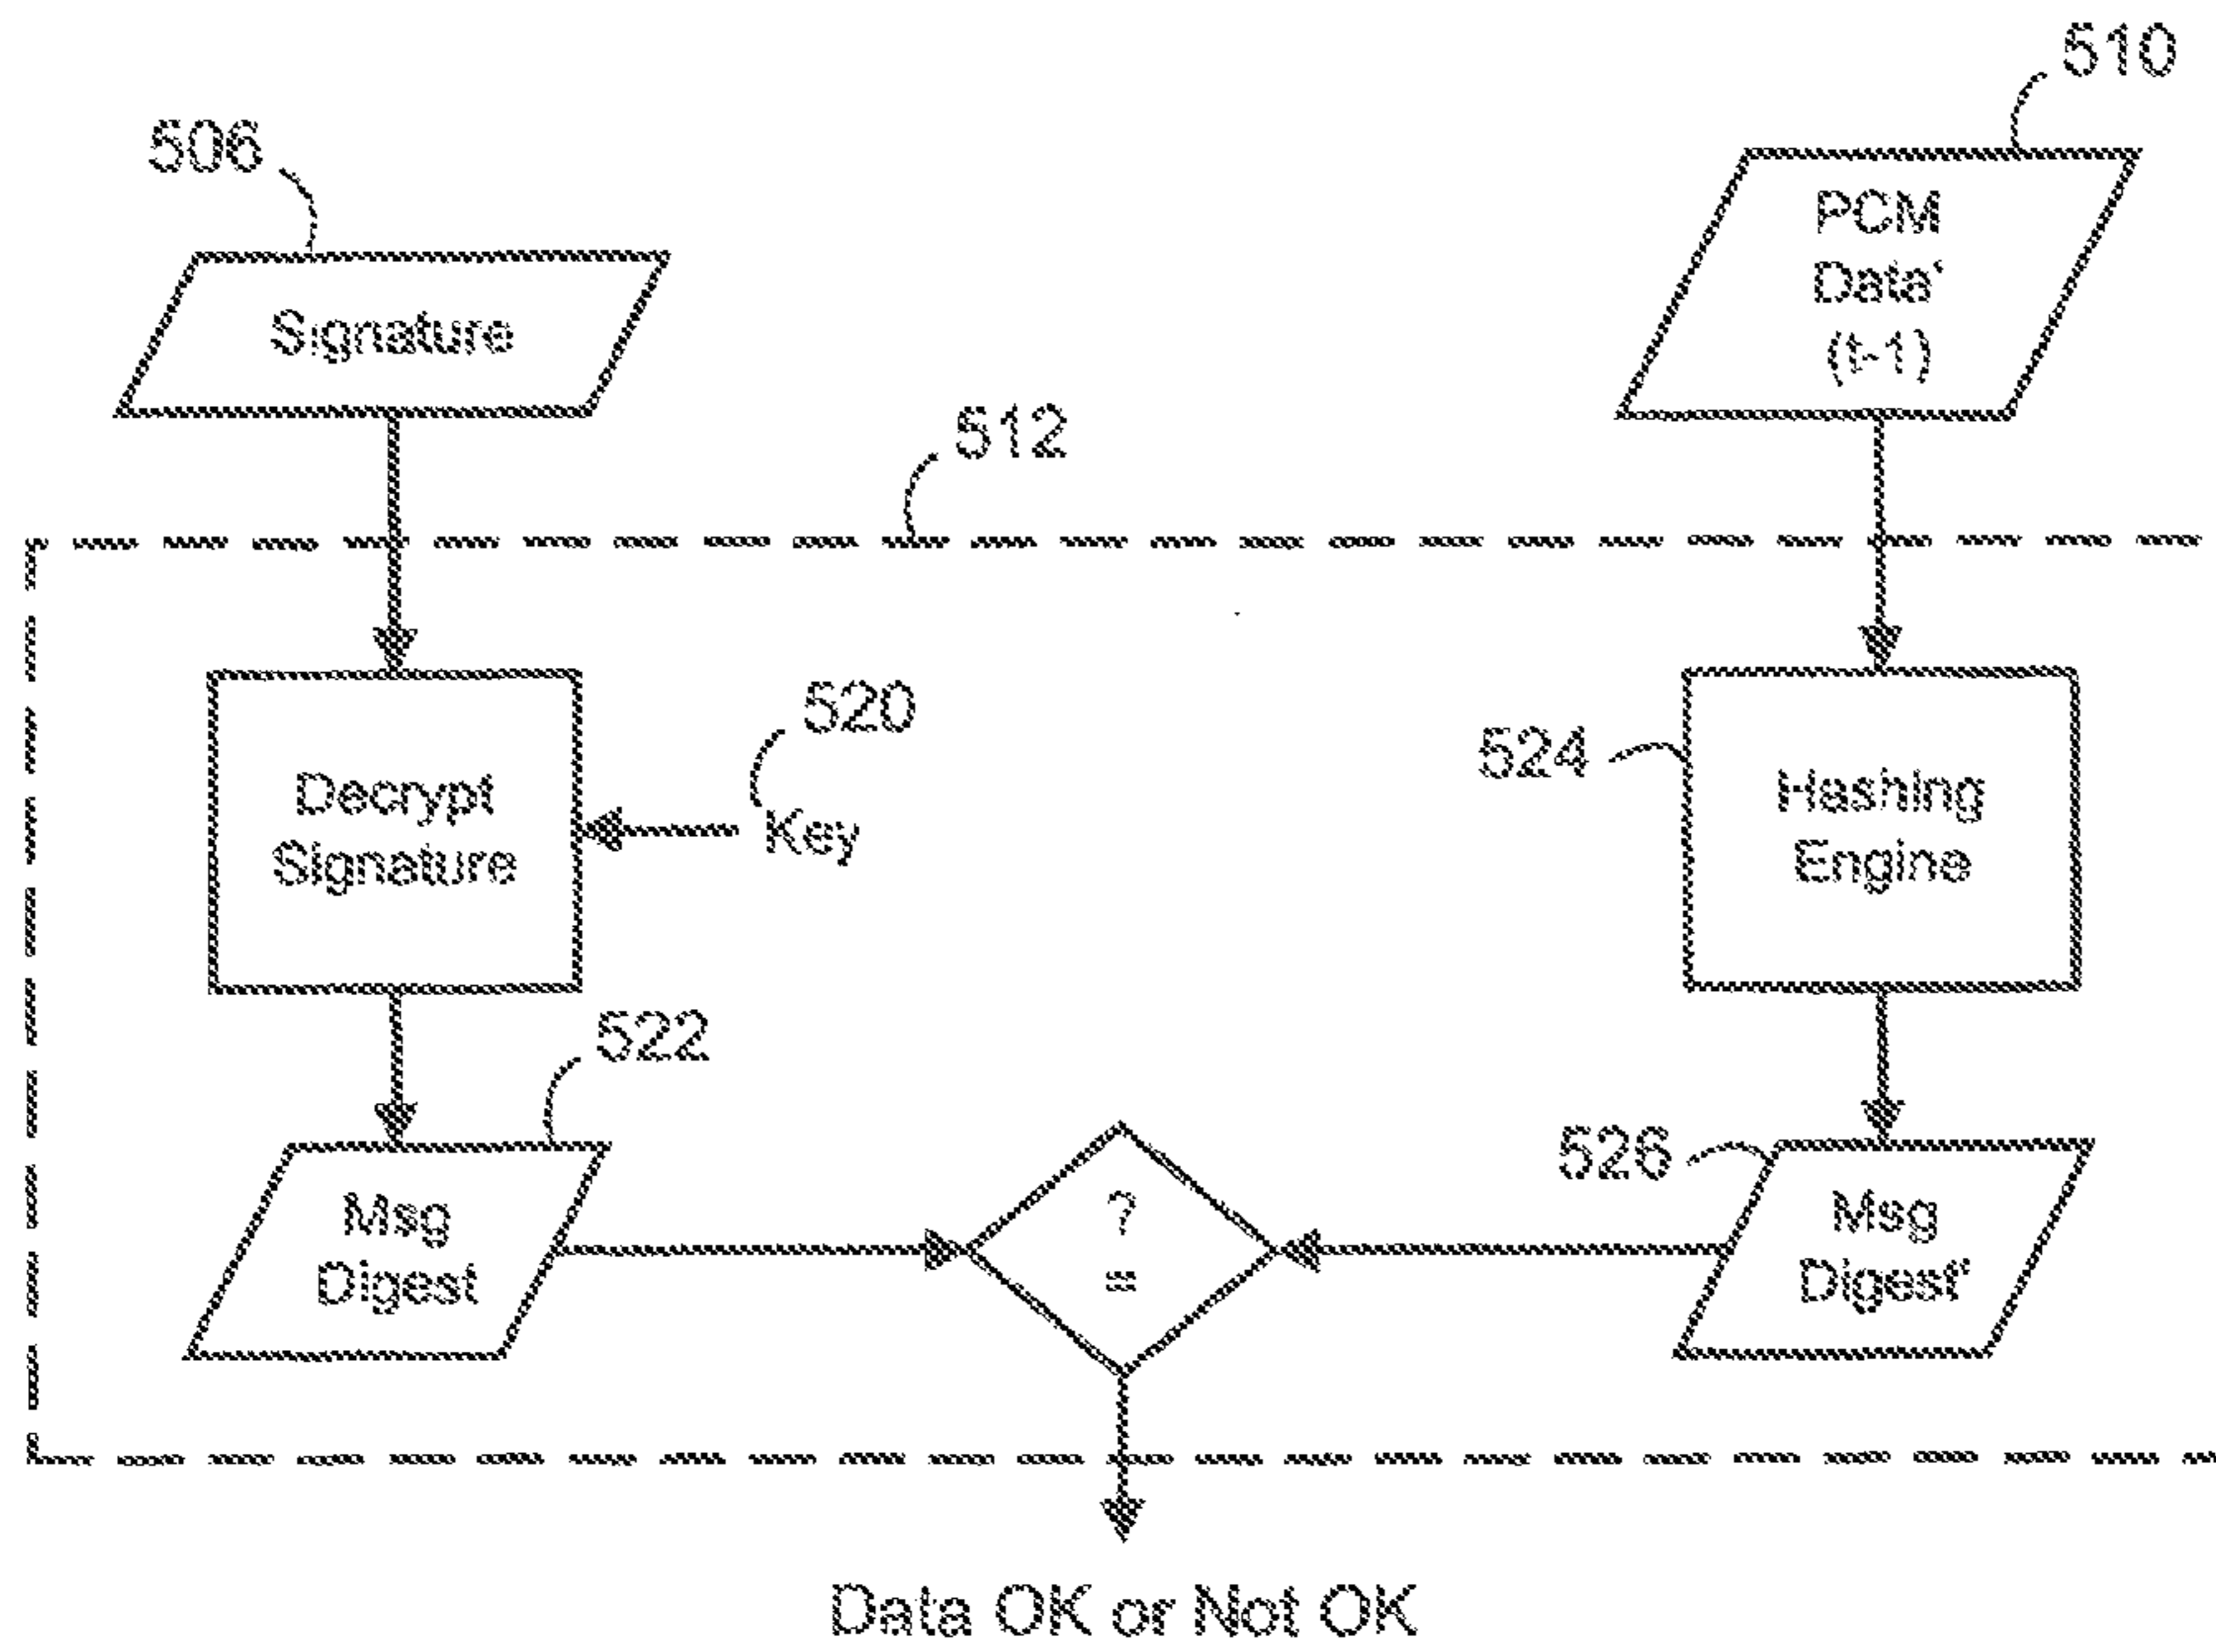 510
506
PCM
Data'
(t-1)
Signature
512
520
524
Key
Decrypt
Signature
Hashing
Engine
522
526
Msg
Digest
?
=
Msg
Digest'
Data OK or Not OK